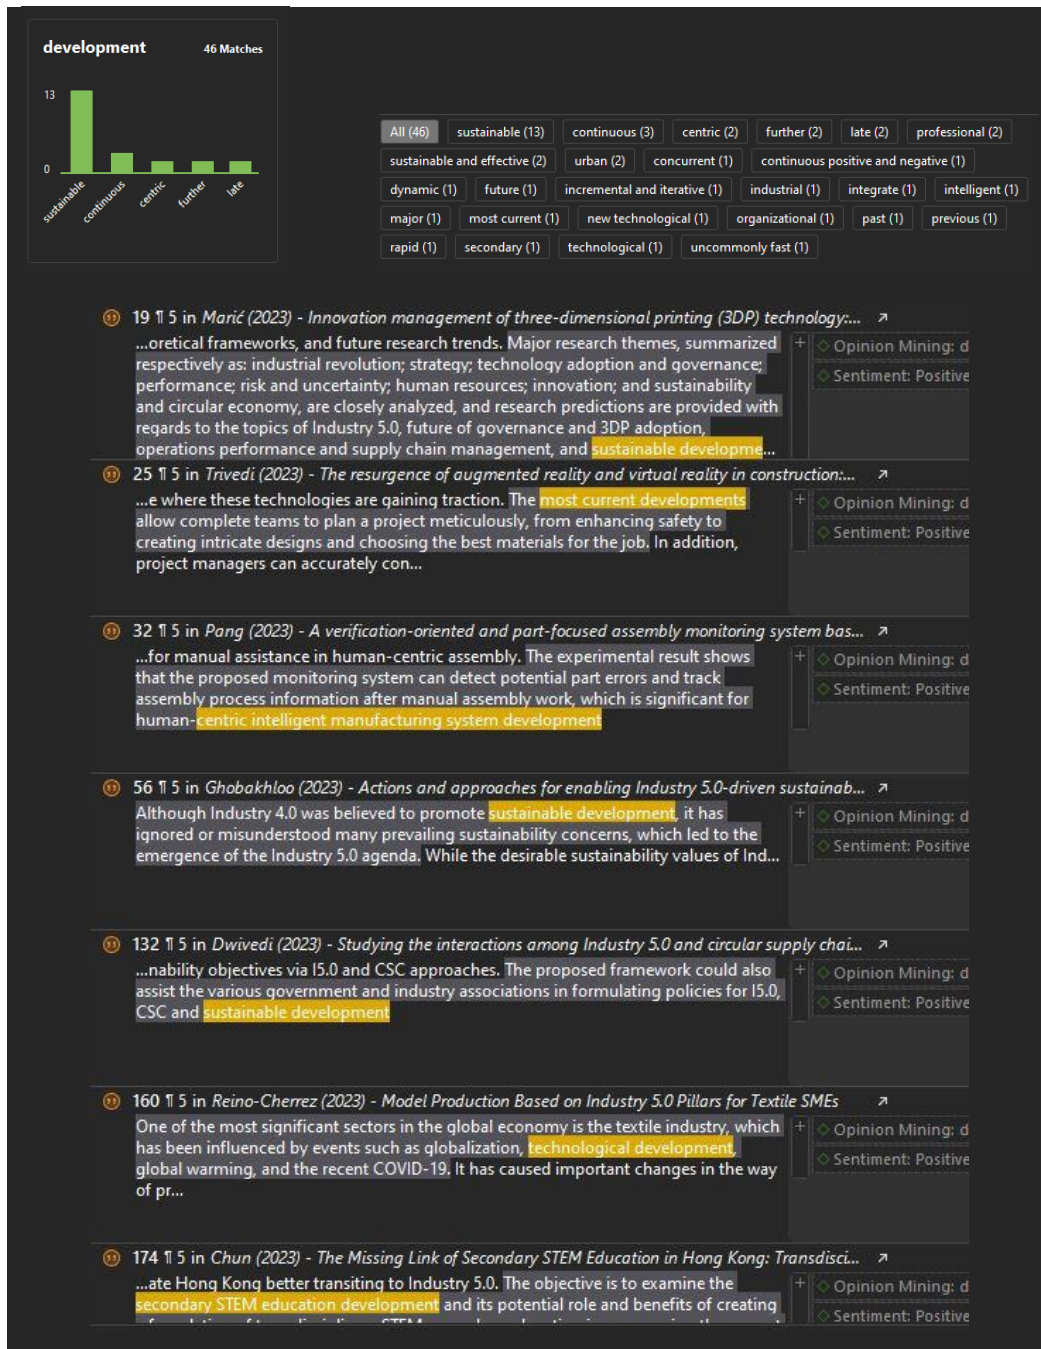 development 46 Matches
13
0
sustainable
continuous
centric
further
late
All (46) sustainable (13) continuous (3) centric (2) further (2) late (2) professional (2)
sustainable and effective (2) urban (2) concurrent (1) continuous positive and negative (1)
dynamic (1) future (1) incremental and iterative (1) industrial (1) integrate (1) intelligent (1)
major (1) most current (1) new technological (1) organizational (1) past (1) previous (1)
rapid (1) secondary (1) technological (1) uncommonly fast (1)
19 ¶ 5 in Marić (2023) - Innovation management of three-dimensional printing (3DP) technology:...
...oretical frameworks, and future research trends. Major research themes, summarized
respectively as: industrial revolution; strategy; technology adoption and governance;
performance; risk and uncertainty; human resources; innovation; and sustainability
and circular economy, are closely analyzed, and research predictions are provided with
regards to the topics of Industry 5.0, future of governance and 3DP adoption,
operations performance and supply chain management, and sustainable developme...
+ Opinion Mining: d
Sentiment: Positive
25 ¶ 5 in Trivedi (2023) - The resurgence of augmented reality and virtual reality in construction:...
...e where these technologies are gaining traction. The most current developments
allow complete teams to plan a project meticulously, from enhancing safety to
creating intricate designs and choosing the best materials for the job. In addition,
project managers can accurately con...
+ Opinion Mining: d
Sentiment: Positive
32 ¶ 5 in Pang (2023) - A verification-oriented and part-focused assembly monitoring system bas...
...for manual assistance in human-centric assembly. The experimental result shows
that the proposed monitoring system can detect potential part errors and track
assembly process information after manual assembly work, which is significant for
human-centric intelligent manufacturing system development
+ Opinion Mining: d
Sentiment: Positive
56 ¶ 5 in Ghobakhloo (2023) - Actions and approaches for enabling Industry 5.0-driven sustainab...
Although Industry 4.0 was believed to promote sustainable development, it has
ignored or misunderstood many prevailing sustainability concerns, which led to the
emergence of the Industry 5.0 agenda. While the desirable sustainability values of Ind...
+ Opinion Mining: d
Sentiment: Positive
132 ¶ 5 in Dwivedi (2023) - Studying the interactions among Industry 5.0 and circular supply chai...
...nability objectives via I5.0 and CSC approaches. The proposed framework could also
assist the various government and industry associations in formulating policies for I5.0,
CSC and sustainable development
+ Opinion Mining: d
Sentiment: Positive
160 ¶ 5 in Reino-Cherrez (2023) - Model Production Based on Industry 5.0 Pillars for Textile SMEs
One of the most significant sectors in the global economy is the textile industry, which
has been influenced by events such as globalization, technological development,
global warming, and the recent COVID-19. It has caused important changes in the way
of pr...
+ Opinion Mining: d
Sentiment: Positive
174 ¶ 5 in Chun (2023) - The Missing Link of Secondary STEM Education in Hong Kong: Transdisci...
...ate Hong Kong better transiting to Industry 5.0. The objective is to examine the
secondary STEM education development and its potential role and benefits of creating
+ Opinion Mining: d
Sentiment: Positive